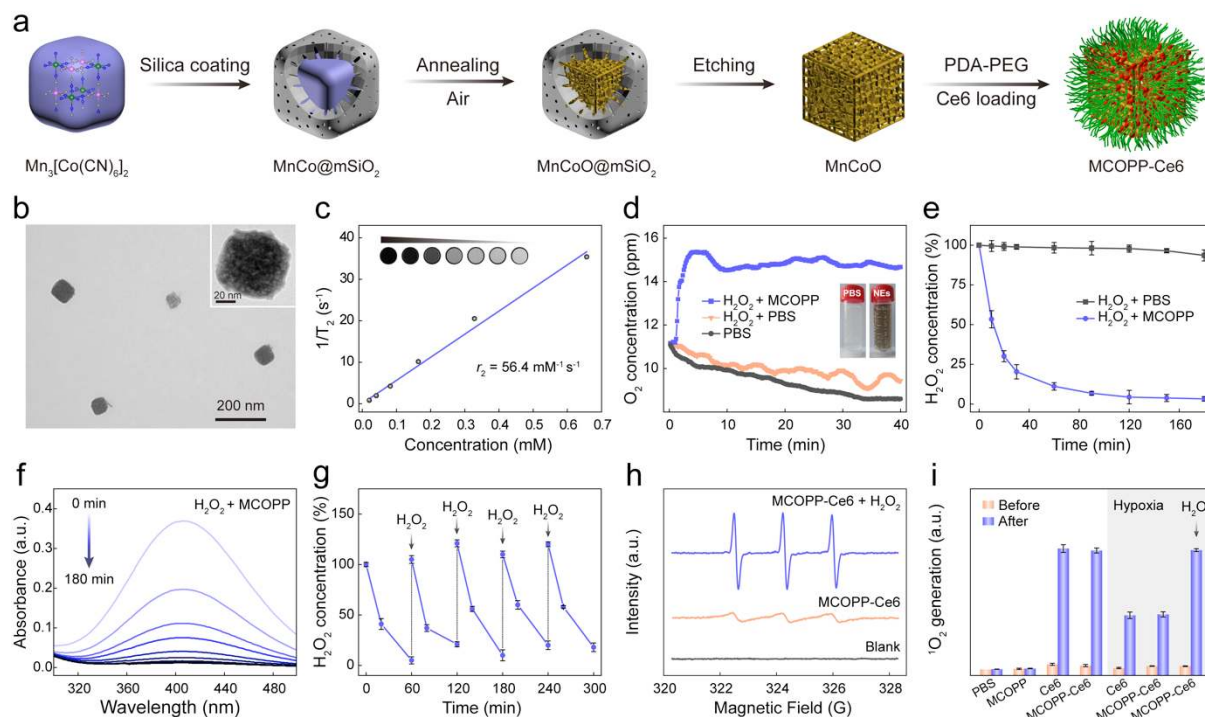 a
Silica coating
Annealing
Air
Etching
PDA-PEG
Ce6 loading
Mn₃[Co(CN)₆]₂
MnCo@mSiO₂
MnCoO@mSiO₂
MnCoO
MCOPP-Ce6
b
20 nm
200 nm
c
1/T₂ (s⁻¹)
40
30
20
10
0
r₂ = 56.4 mM⁻¹ s⁻¹
0.0 0.1 0.2 0.3 0.4 0.5 0.6 0.7
Concentration (mM)
d
O₂ concentration (ppm)
16
14
12
10
H₂O₂ + MCOPP
H₂O₂ + PBS
PBS
PBS
NEs
0 10 20 30 40
Time (min)
e
H₂O₂ concentration (%)
100
75
50
25
0
H₂O₂ + PBS
H₂O₂ + MCOPP
0 60 120 180
Time (min)
f
Absorbance (a.u.)
0.4
0.3
0.2
0.1
0.0
0 min
180 min
H₂O₂ + MCOPP
300 400 500
Wavelength (nm)
g
H₂O₂ concentration (%)
150
100
50
0
H₂O₂
H₂O₂
H₂O₂
H₂O₂
0 60 120 180 240 300
Time (min)
h
Intensity (a.u.)
MCOPP-Ce6 + H₂O₂
MCOPP-Ce6
Blank
320 322 324 326 328
Magnetic Field (G)
i
¹O₂ generation (a.u.)
Before
After
Hypoxia
PBS
MCOPP
Ce6
MCOPP-Ce6
Ce6
MCOPP-Ce6
MCOPP-Ce6